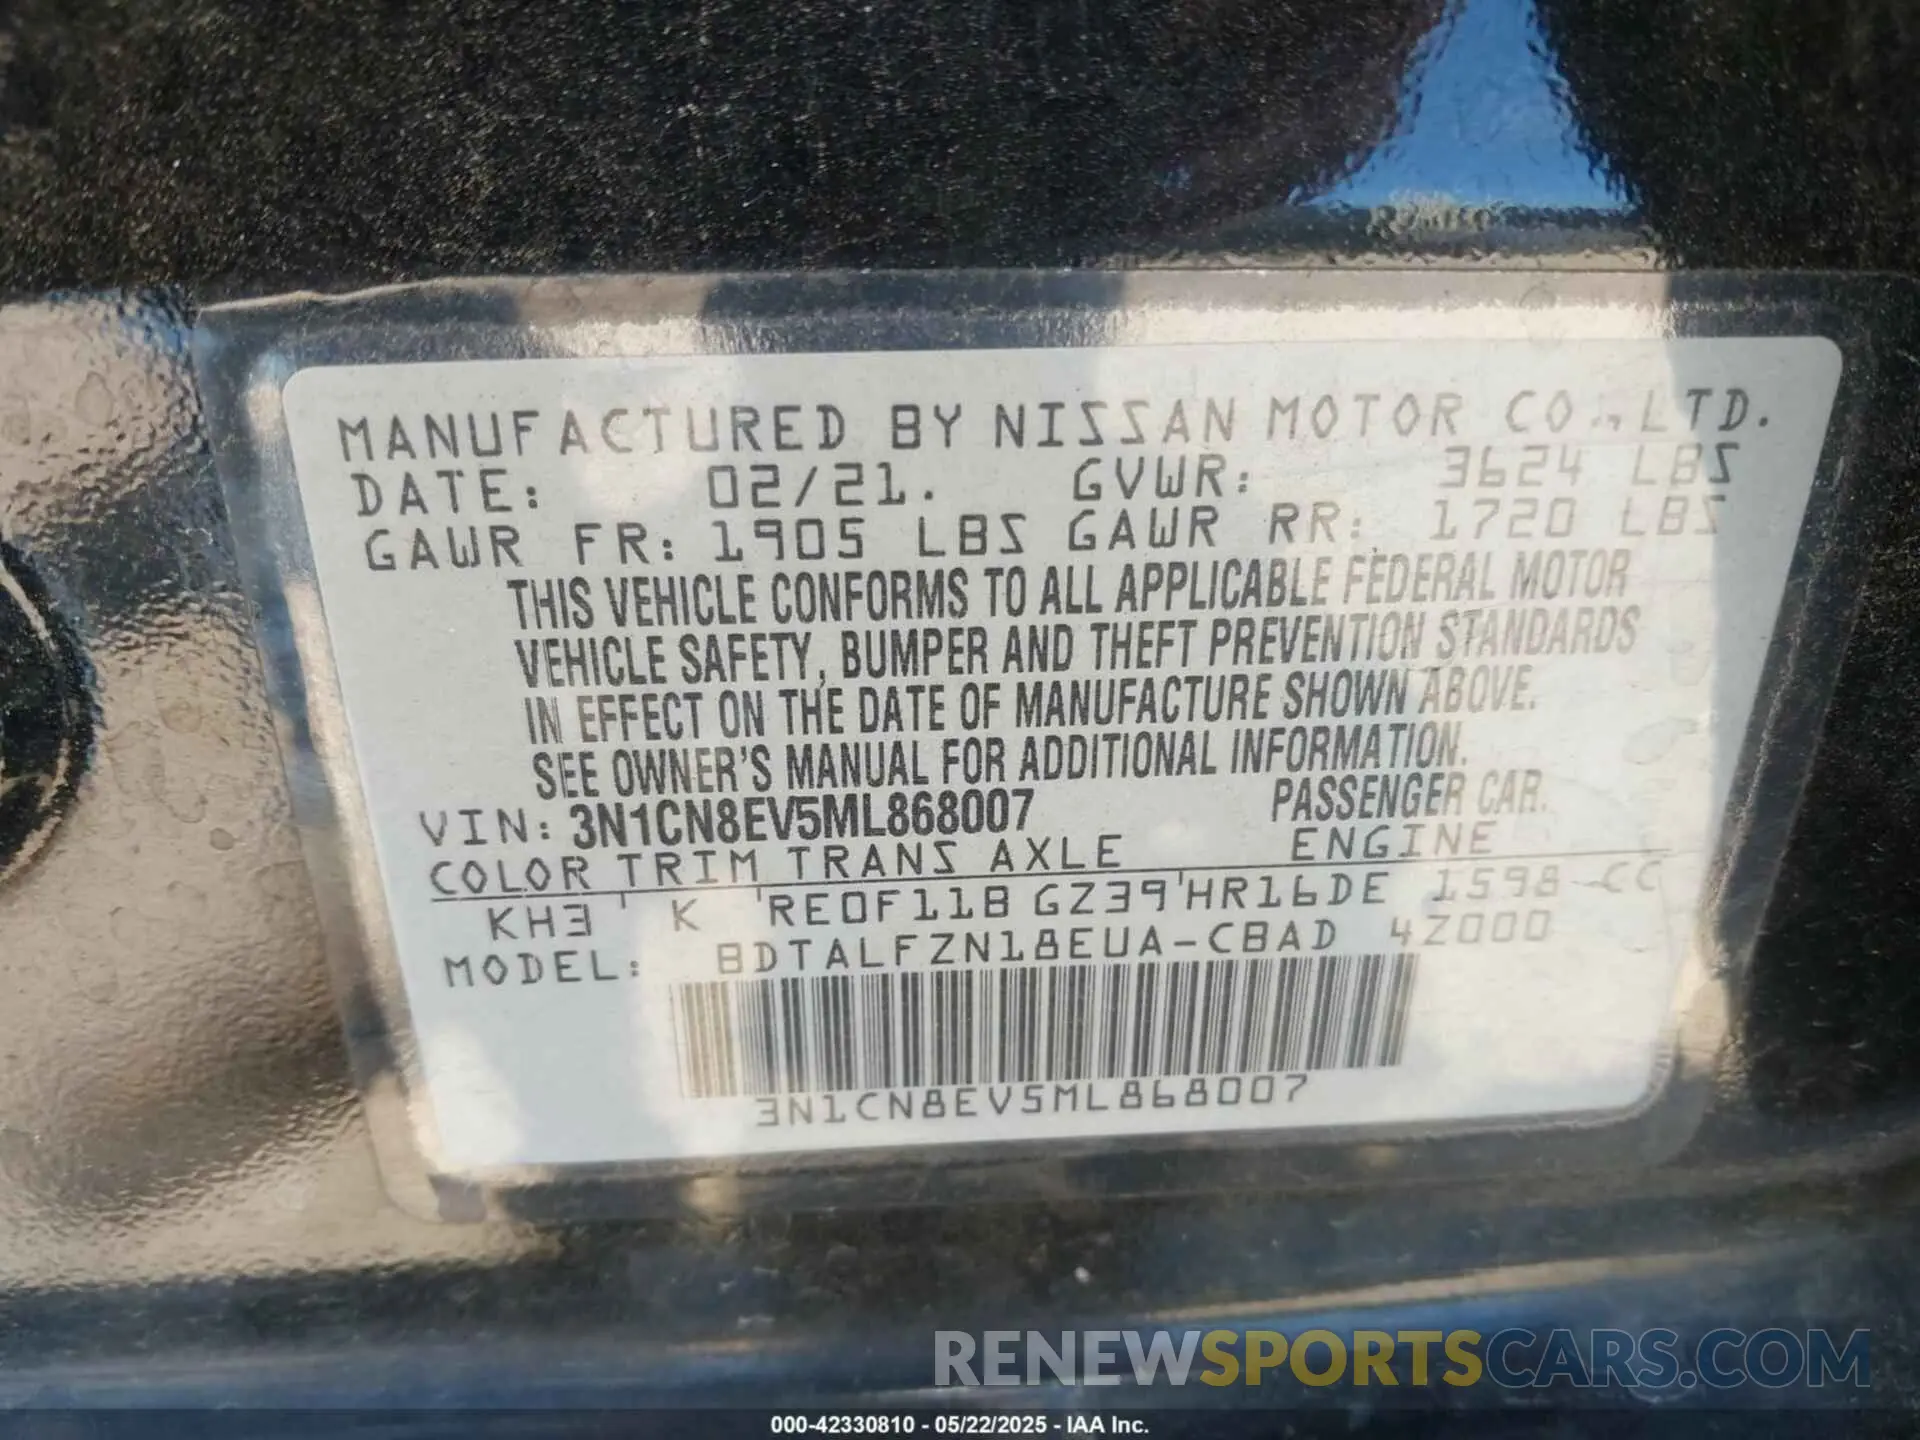 MANUFACTURED BY NISSAN MOTOR CO., LTD.
DATE: 02/21. GVWR: 3624 LBS
GAWR FR: 1905 LBS GAWR RR: 1720 LBS
THIS VEHICLE CONFORMS TO ALL APPLICABLE FEDERAL MOTOR
VEHICLE SAFETY, BUMPER AND THEFT PREVENTION STANDARDS
IN EFFECT ON THE DATE OF MANUFACTURE SHOWN ABOVE.
SEE OWNER'S MANUAL FOR ADDITIONAL INFORMATION.
VIN: 3N1CN8EV5ML868007 PASSENGER CAR.
COLOR TRIM TRANS AXLE ENGINE
KH3 K RE0F11B GZ39 HR16DE 1598 CC
MODEL: BDTALFZN18EUA-CBAD 4Z000
3N1CN8EV5ML868007
RENEWSPORTSCARS.COM
000-42330810 - 05/22/2025 - IAA Inc.